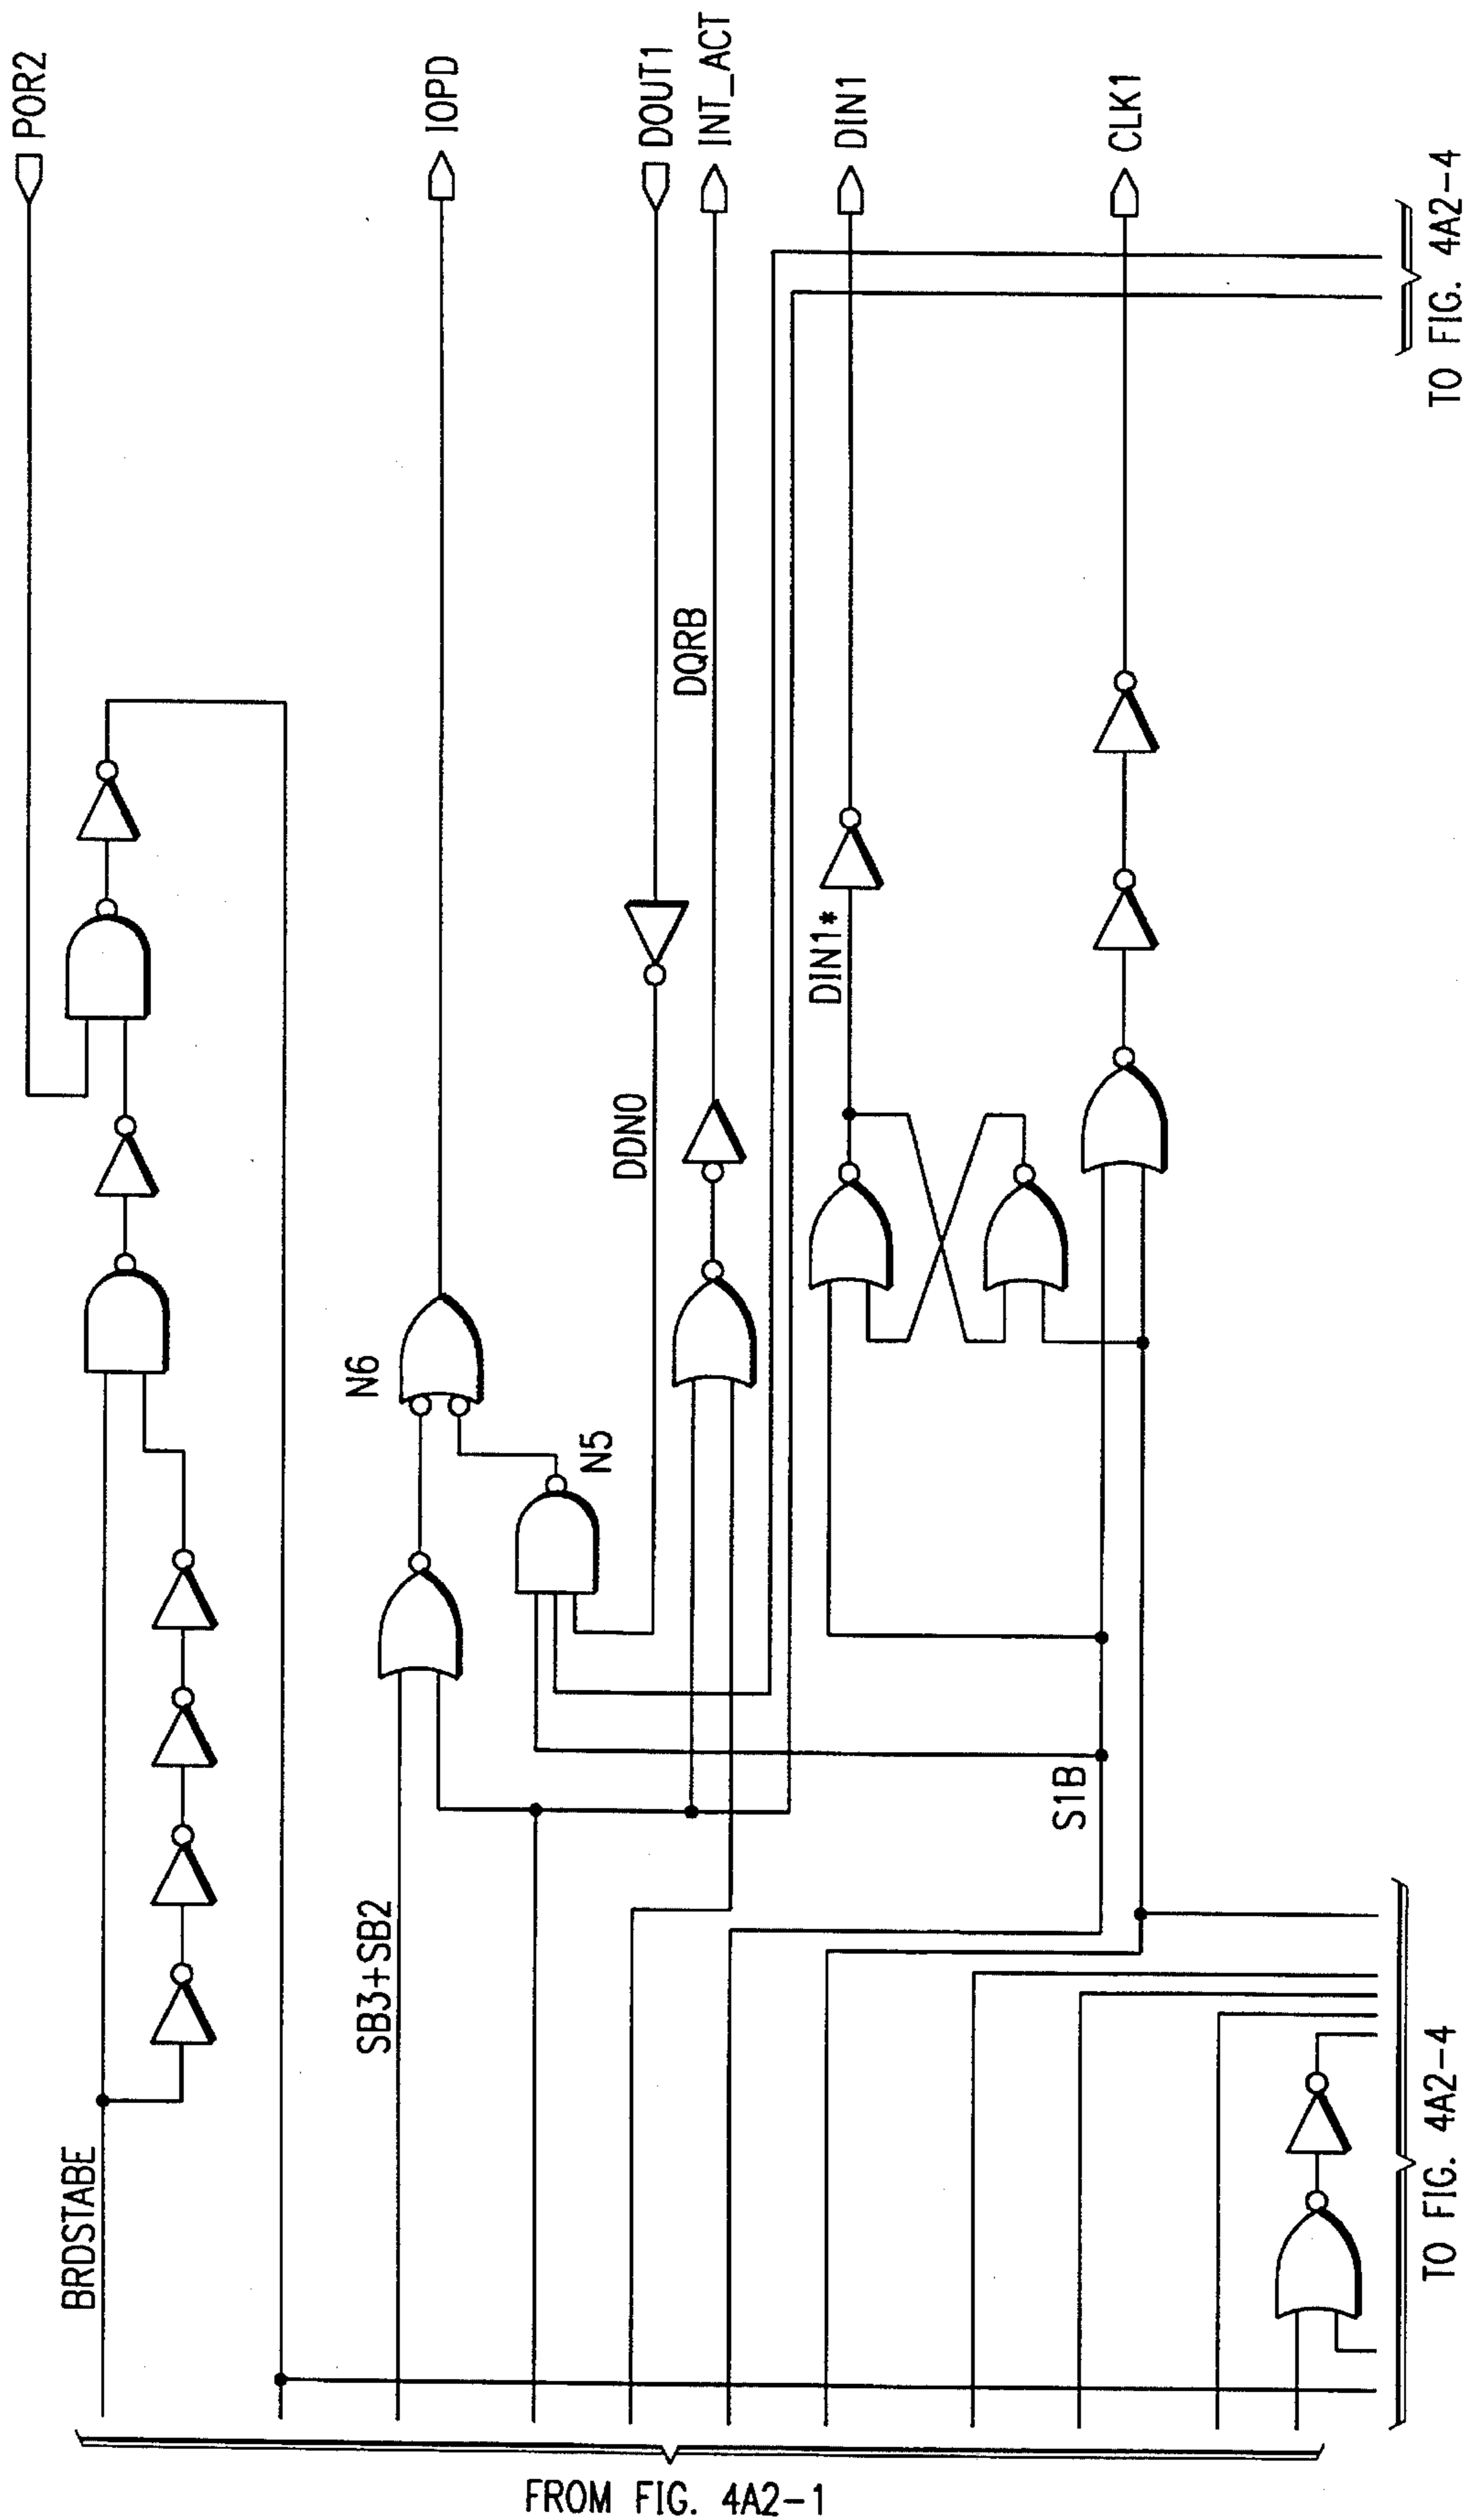 POR2
BRDSTABE
IOPD
N6
SB3+SB2
N5
DOUT1
DDNO
INT_ACT
DQRB
DIN1
DIN1*
S1B
CLK1
TO FIG. 4A2-4
TO FIG. 4A2-4
FROM FIG. 4A2-1